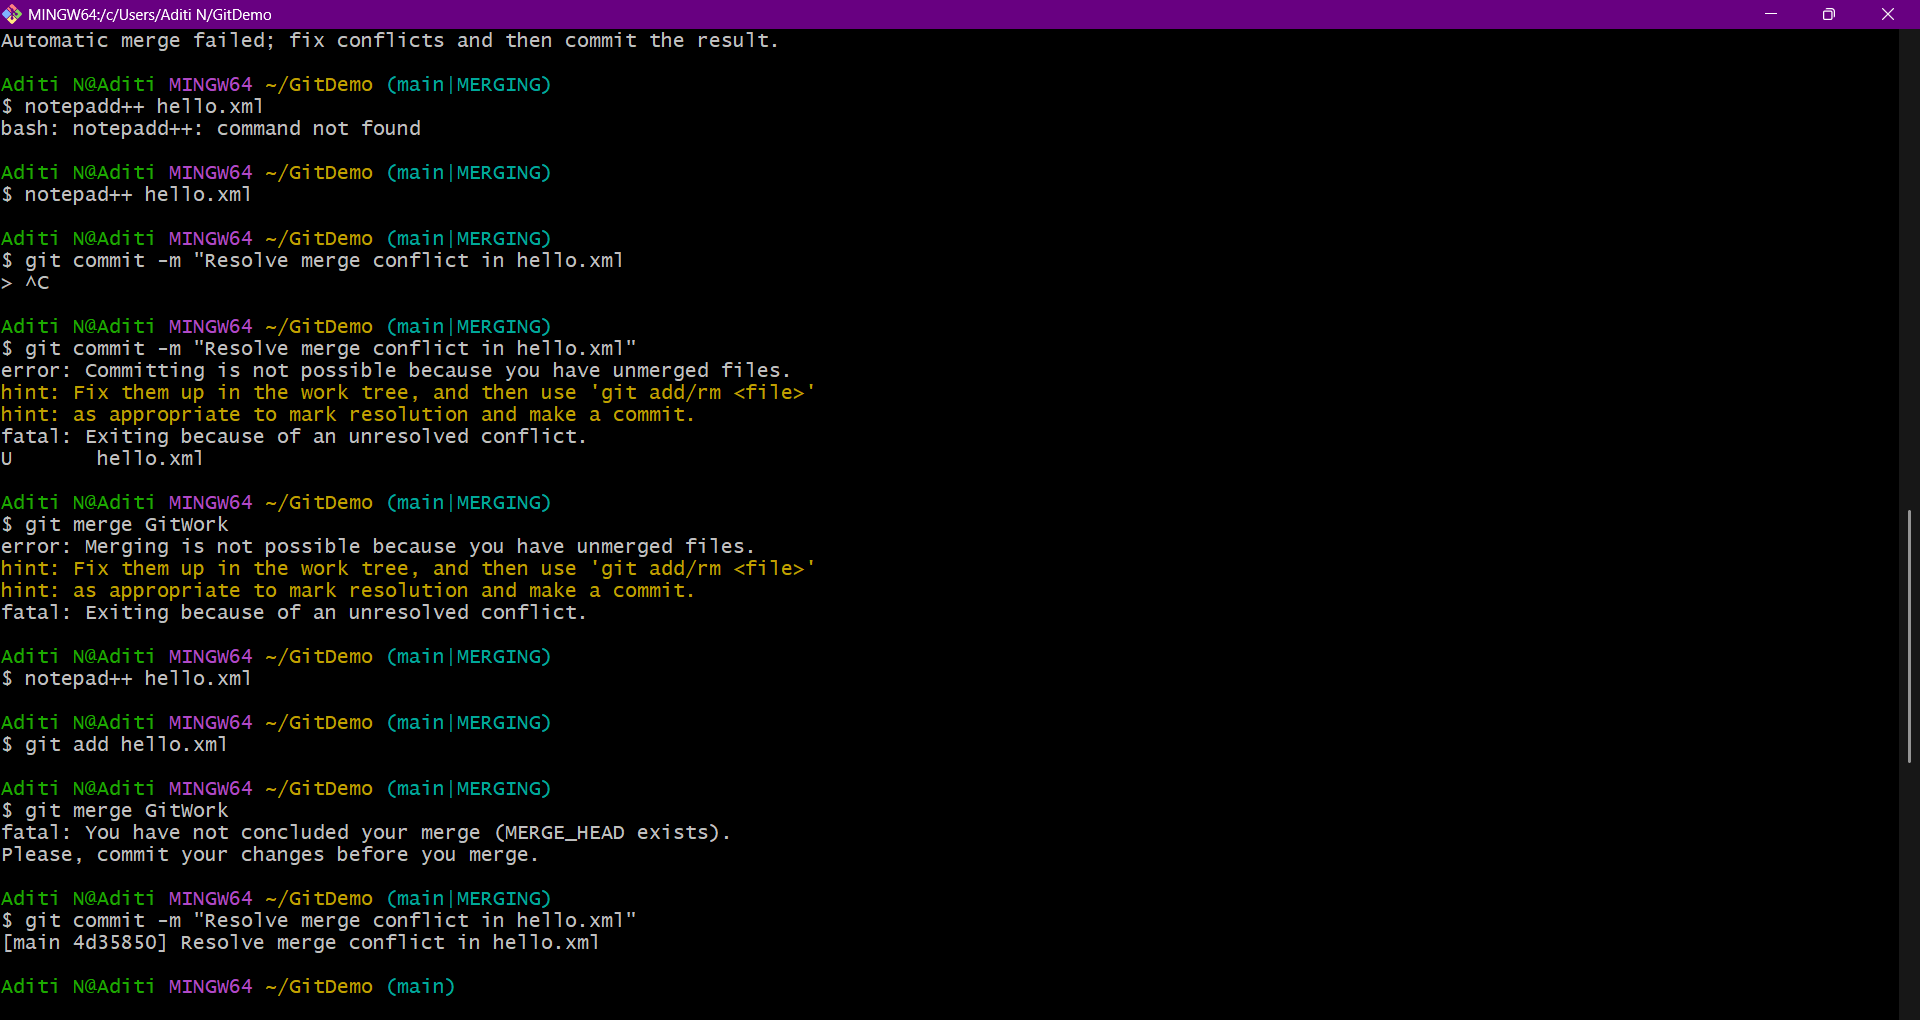 MINGW64:/c/Users/Aditi N/GitDemo
Automatic merge failed; fix conflicts and then commit the result.
Aditi N@Aditi MINGW64 ~/GitDemo (main|MERGING)
$ notepadd++ hello.xml
bash: notepadd++: command not found
Aditi N@Aditi MINGW64 ~/GitDemo (main|MERGING)
$ notepad++ hello.xml
Aditi N@Aditi MINGW64 ~/GitDemo (main|MERGING)
$ git commit -m "Resolve merge conflict in hello.xml
> ^C
Aditi N@Aditi MINGW64 ~/GitDemo (main|MERGING)
$ git commit -m "Resolve merge conflict in hello.xml"
error: Committing is not possible because you have unmerged files.
hint: Fix them up in the work tree, and then use 'git add/rm <file>'
hint: as appropriate to mark resolution and make a commit.
fatal: Exiting because of an unresolved conflict.
U       hello.xml
Aditi N@Aditi MINGW64 ~/GitDemo (main|MERGING)
$ git merge GitWork
error: Merging is not possible because you have unmerged files.
hint: Fix them up in the work tree, and then use 'git add/rm <file>'
hint: as appropriate to mark resolution and make a commit.
fatal: Exiting because of an unresolved conflict.
Aditi N@Aditi MINGW64 ~/GitDemo (main|MERGING)
$ notepad++ hello.xml
Aditi N@Aditi MINGW64 ~/GitDemo (main|MERGING)
$ git add hello.xml
Aditi N@Aditi MINGW64 ~/GitDemo (main|MERGING)
$ git merge GitWork
fatal: You have not concluded your merge (MERGE_HEAD exists).
Please, commit your changes before you merge.
Aditi N@Aditi MINGW64 ~/GitDemo (main|MERGING)
$ git commit -m "Resolve merge conflict in hello.xml"
[main 4d35850] Resolve merge conflict in hello.xml
Aditi N@Aditi MINGW64 ~/GitDemo (main)